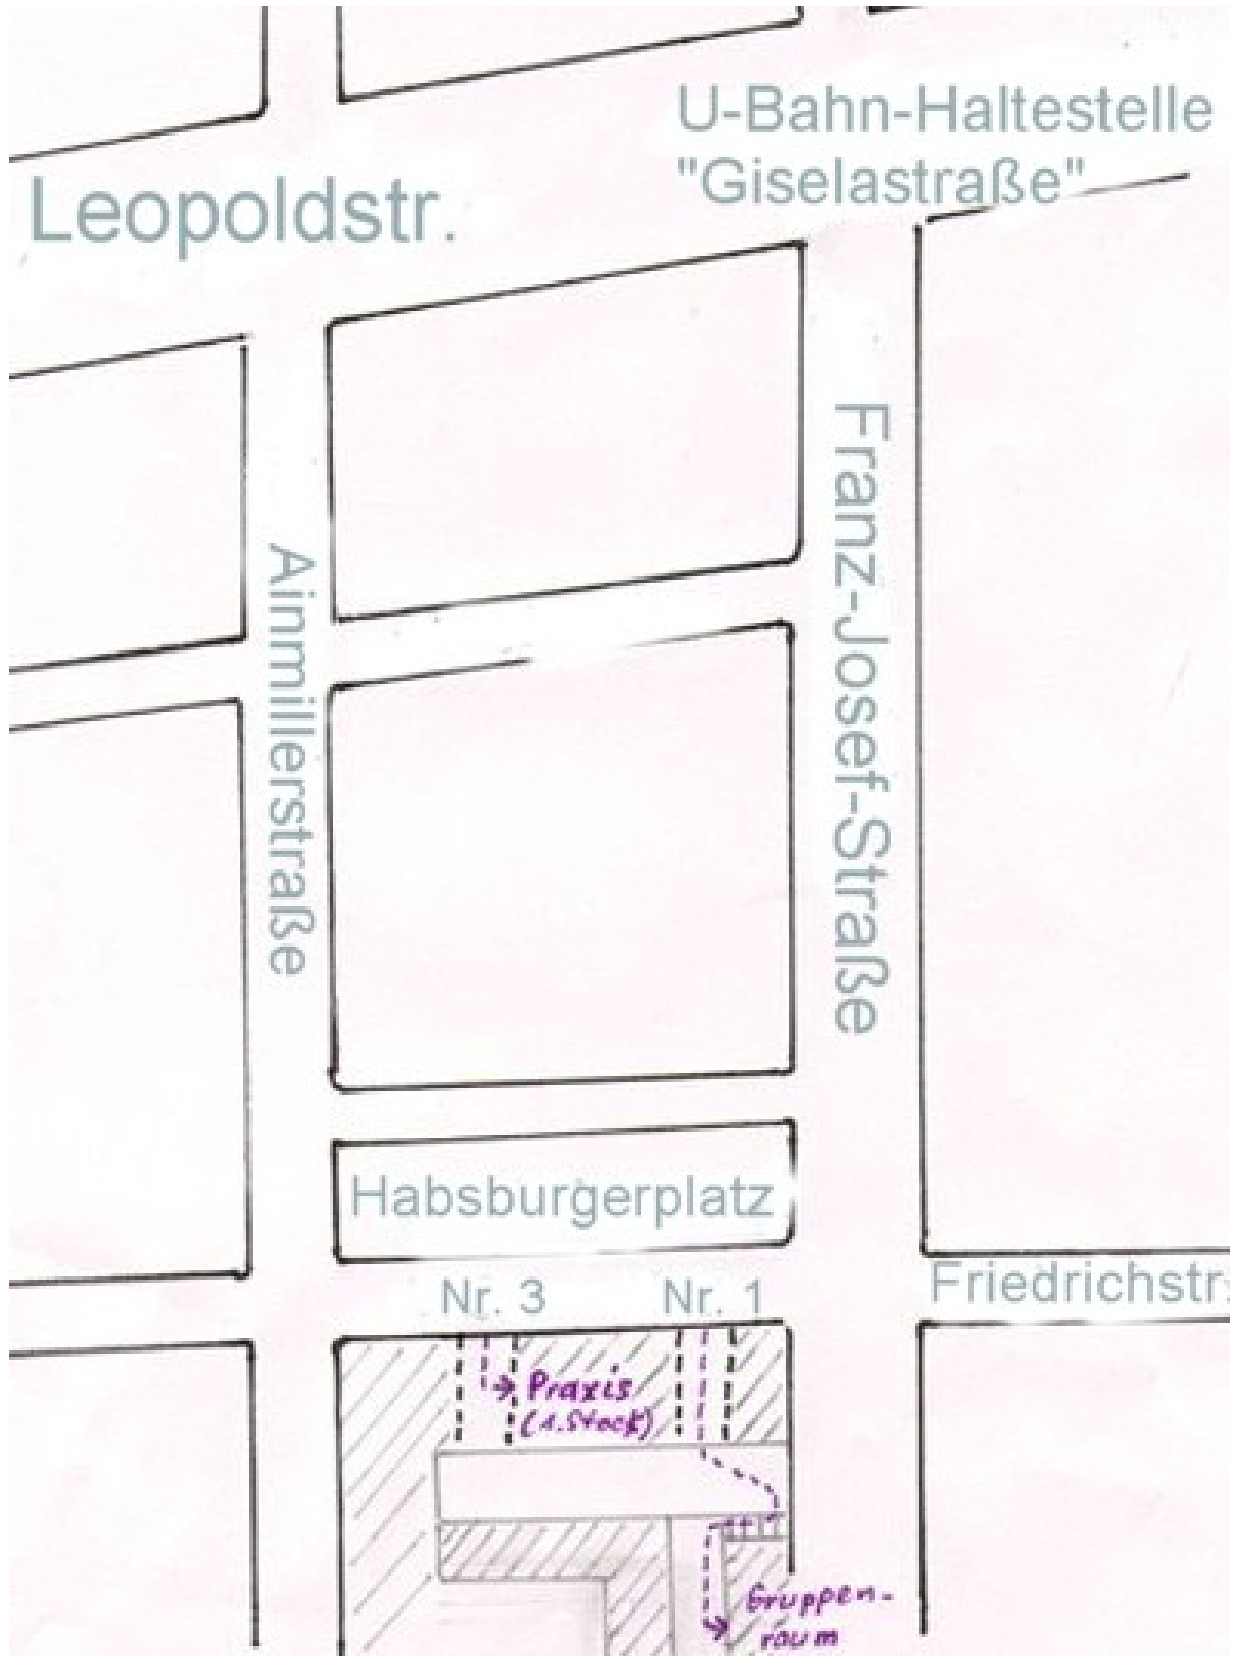 U-Bahn-Haltestelle
"Giselastraße"
Leopoldstr.
Franz-Josef-Straße
Ainmillerstraße
Habsburgerplatz
Nr. 3
Nr. 1
Friedrichstr.
Praxis
(1.Stock)
Gruppen-
raum